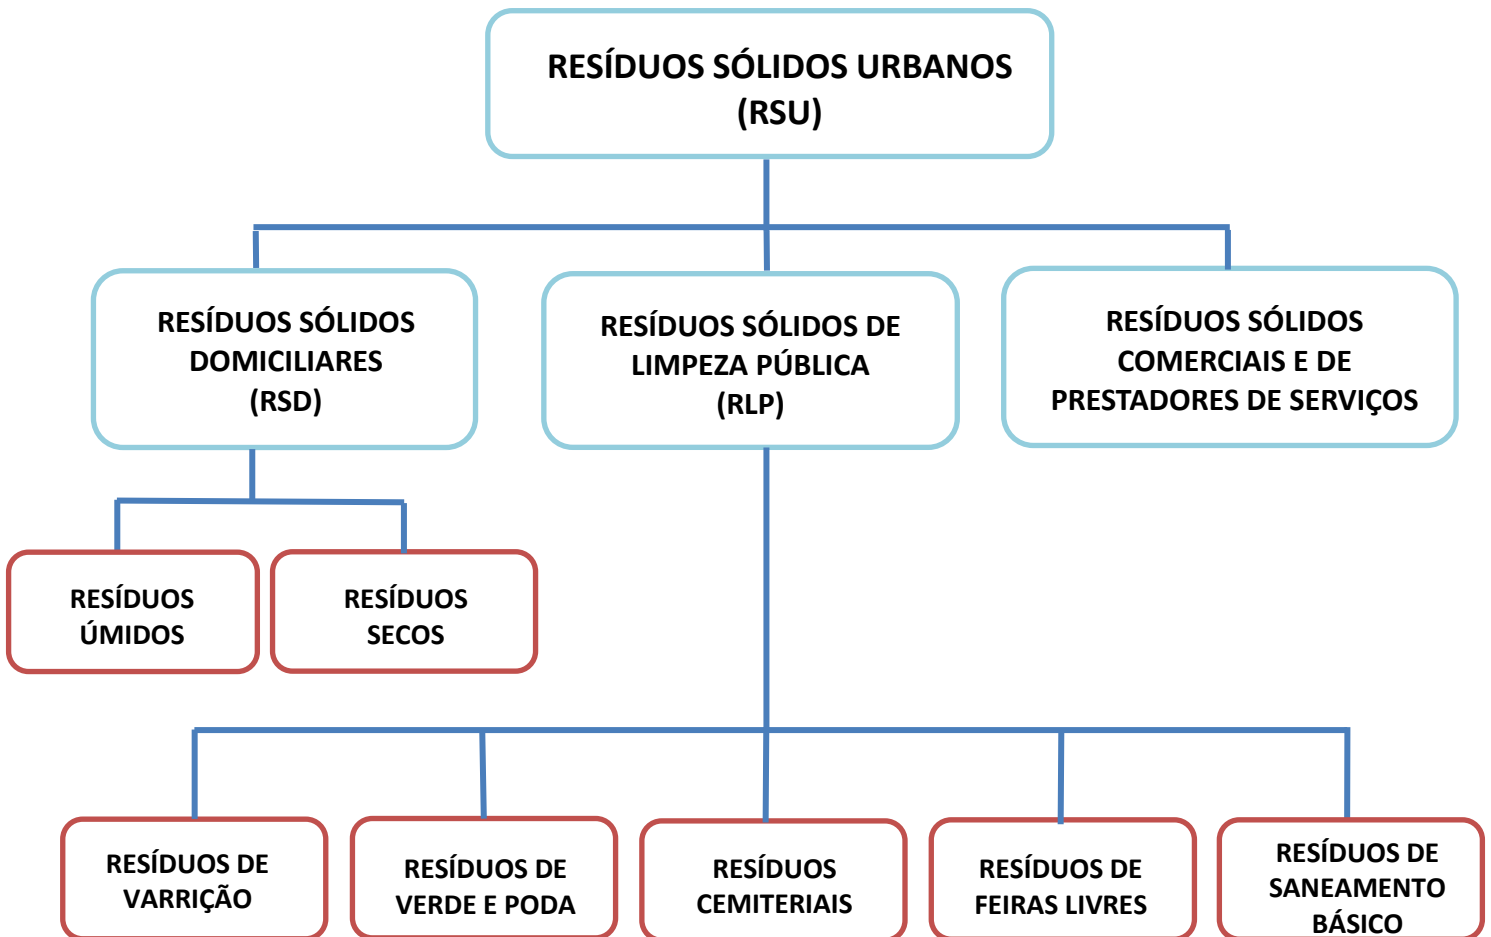 RESÍDUOS SÓLIDOS URBANOS
(RSU)
RESÍDUOS SÓLIDOS
DOMICILIARES
(RSD)
RESÍDUOS SÓLIDOS DE
LIMPEZA PÚBLICA
(RLP)
RESÍDUOS SÓLIDOS
COMERCIAIS E DE
PRESTADORES DE SERVIÇOS
RESÍDUOS
ÚMIDOS
RESÍDUOS
SECOS
RESÍDUOS DE
VARRIÇÃO
RESÍDUOS DE
VERDE E PODA
RESÍDUOS
CEMITERIAIS
RESÍDUOS DE
FEIRAS LIVRES
RESÍDUOS DE
SANEAMENTO
BÁSICO